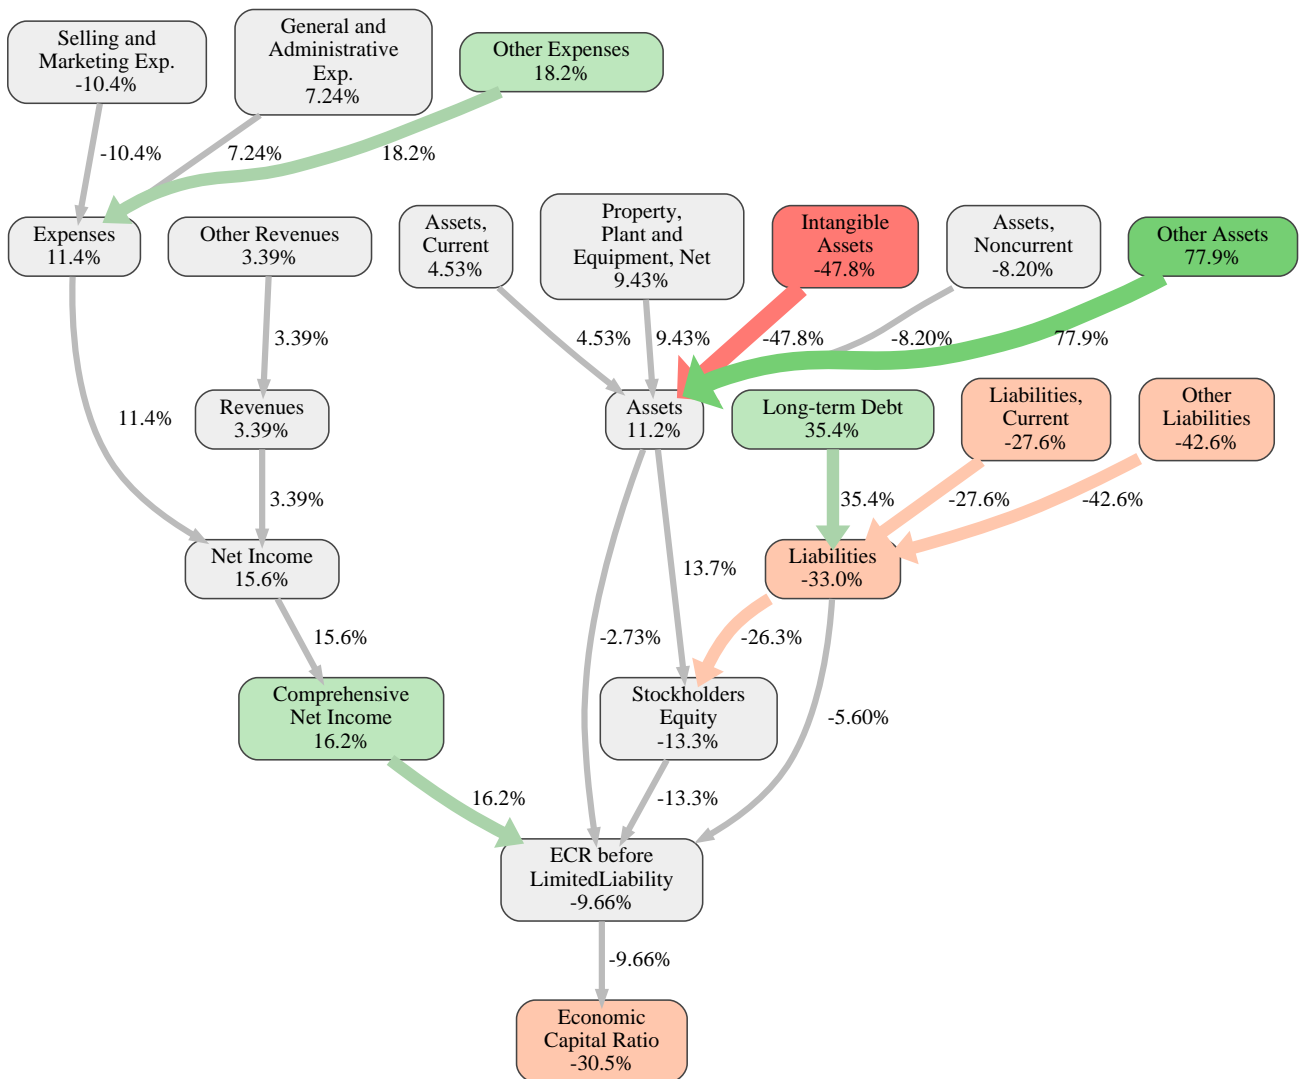 Selling and
Marketing Exp.
-10.4%
General and
Administrative
Exp.
7.24%
Other Expenses
18.2%
-10.4%
7.24%
18.2%
Expenses
11.4%
Other Revenues
3.39%
Assets,
Current
4.53%
Property,
Plant and
Equipment, Net
9.43%
Intangible
Assets
-47.8%
Assets,
Noncurrent
-8.20%
Other Assets
77.9%
3.39%
4.53%
9.43%
-47.8%
-8.20%
77.9%
Revenues
3.39%
Assets
11.2%
Long-term Debt
35.4%
Liabilities,
Current
-27.6%
Other
Liabilities
-42.6%
11.4%
3.39%
35.4%
-27.6%
-42.6%
Net Income
15.6%
13.7%
Liabilities
-33.0%
15.6%
-2.73%
-26.3%
Comprehensive
Net Income
16.2%
Stockholders
Equity
-13.3%
-5.60%
16.2%
-13.3%
ECR before
LimitedLiability
-9.66%
-9.66%
Economic
Capital Ratio
-30.5%